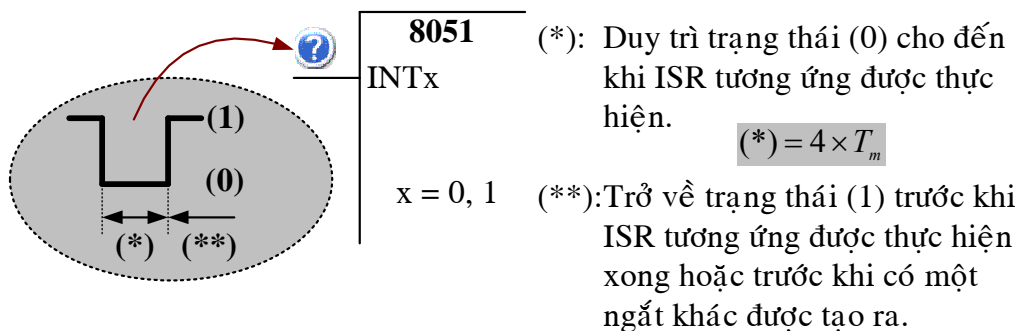 8051
INTx
x = 0, 1
?
(1)
(0)
(*) (**)
(*): Duy trì trạng thái (0) cho đến
khi ISR tương ứng được thực
hiện.
(*) = 4 × Tₘ
(**):Trở về trạng thái (1) trước khi
ISR tương ứng được thực hiện
xong hoặc trước khi có một
ngắt khác được tạo ra.